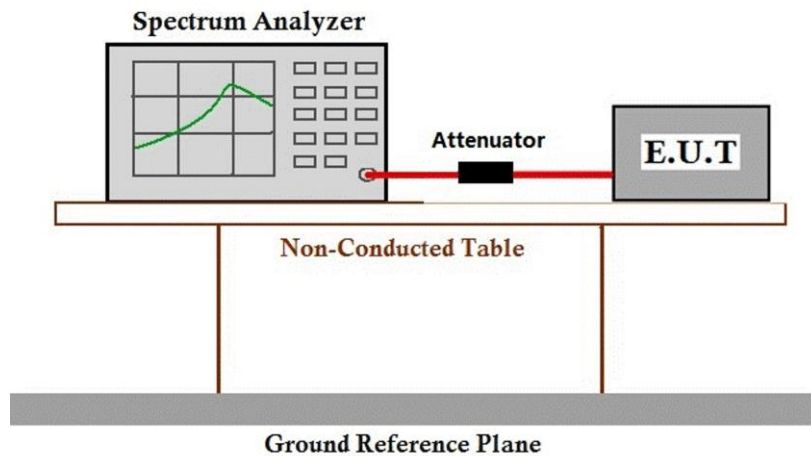 Spectrum Analyzer
Attenuator
E.U.T
Non-Conducted Table
Ground Reference Plane